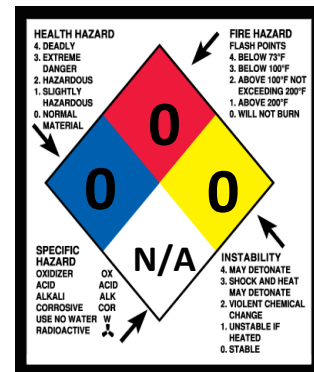 HEALTH HAZARD
4. DEADLY
3. EXTREME
DANGER
2. HAZARDOUS
1. SLIGHTLY
HAZARDOUS
0. NORMAL
MATERIAL
FIRE HAZARD
FLASH POINTS
4. BELOW 73°F
3. BELOW 100°F
2. ABOVE 100°F NOT
EXCEEDING 200°F
1. ABOVE 200°F
0. WILL NOT BURN
0
0
0
N/A
SPECIFIC
HAZARD
OXIDIZER OX
ACID ACID
ALKALI ALK
CORROSIVE COR
USE NO WATER W
RADIOACTIVE
INSTABILITY
4. MAY DETONATE
3. SHOCK AND HEAT
MAY DETONATE
2. VIOLENT CHEMICAL
CHANGE
1. UNSTABLE IF
HEATED
0. STABLE